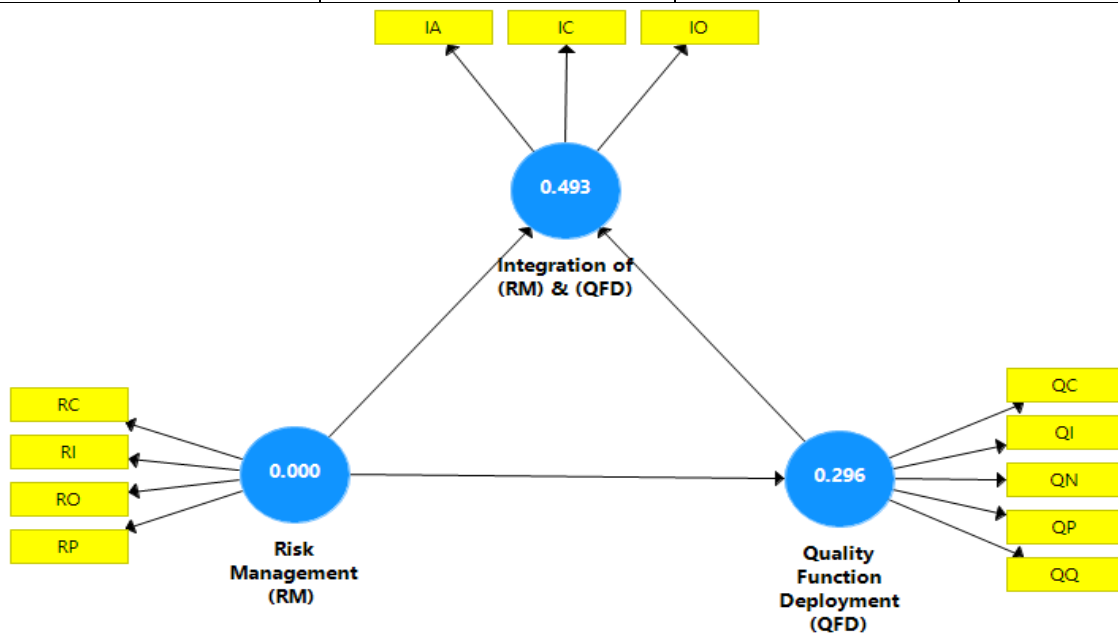 IA
IC
IO
0.493
Integration of
(RM) & (QFD)
RC
RI
RO
RP
0.000
Risk
Management
(RM)
0.296
Quality
Function
Deployment
(QFD)
QC
QI
QN
QP
QQ